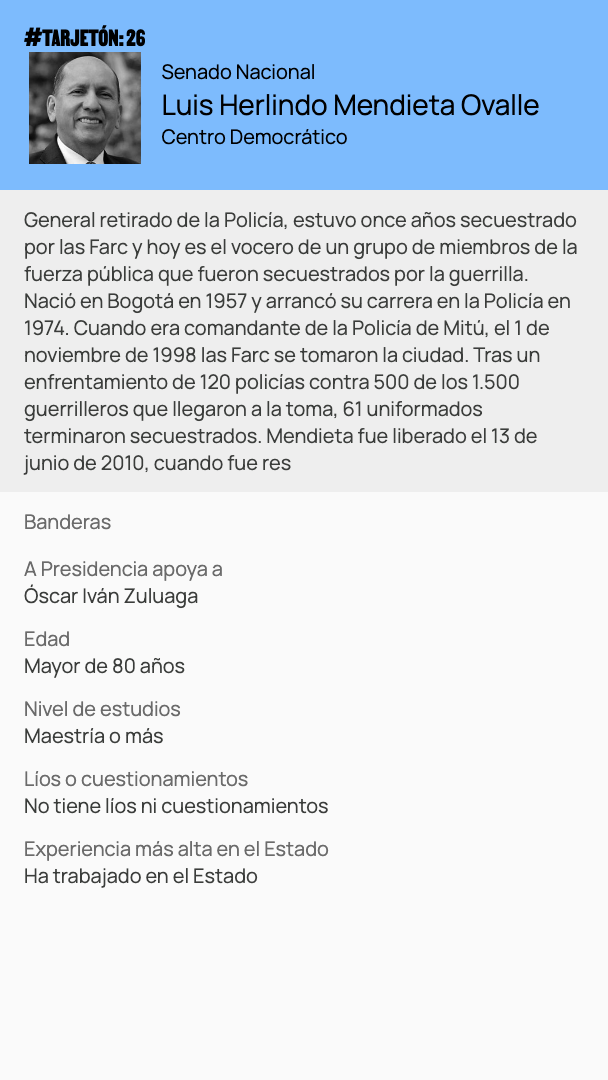 #TARJETÓN: 26
Senado Nacional
Luis Herlindo Mendieta Ovalle
Centro Democrático
General retirado de la Policía, estuvo once años secuestrado
por las Farc y hoy es el vocero de un grupo de miembros de la
fuerza pública que fueron secuestrados por la guerrilla.
Nació en Bogotá en 1957 y arrancó su carrera en la Policía en
1974. Cuando era comandante de la Policía de Mitú, el 1 de
noviembre de 1998 las Farc se tomaron la ciudad. Tras un
enfrentamiento de 120 policías contra 500 de los 1.500
guerrilleros que llegaron a la toma, 61 uniformados
terminaron secuestrados. Mendieta fue liberado el 13 de
junio de 2010, cuando fue res
Banderas
A Presidencia apoya a
Óscar Iván Zuluaga
Edad
Mayor de 80 años
Nivel de estudios
Maestría o más
Líos o cuestionamientos
No tiene líos ni cuestionamientos
Experiencia más alta en el Estado
Ha trabajado en el Estado